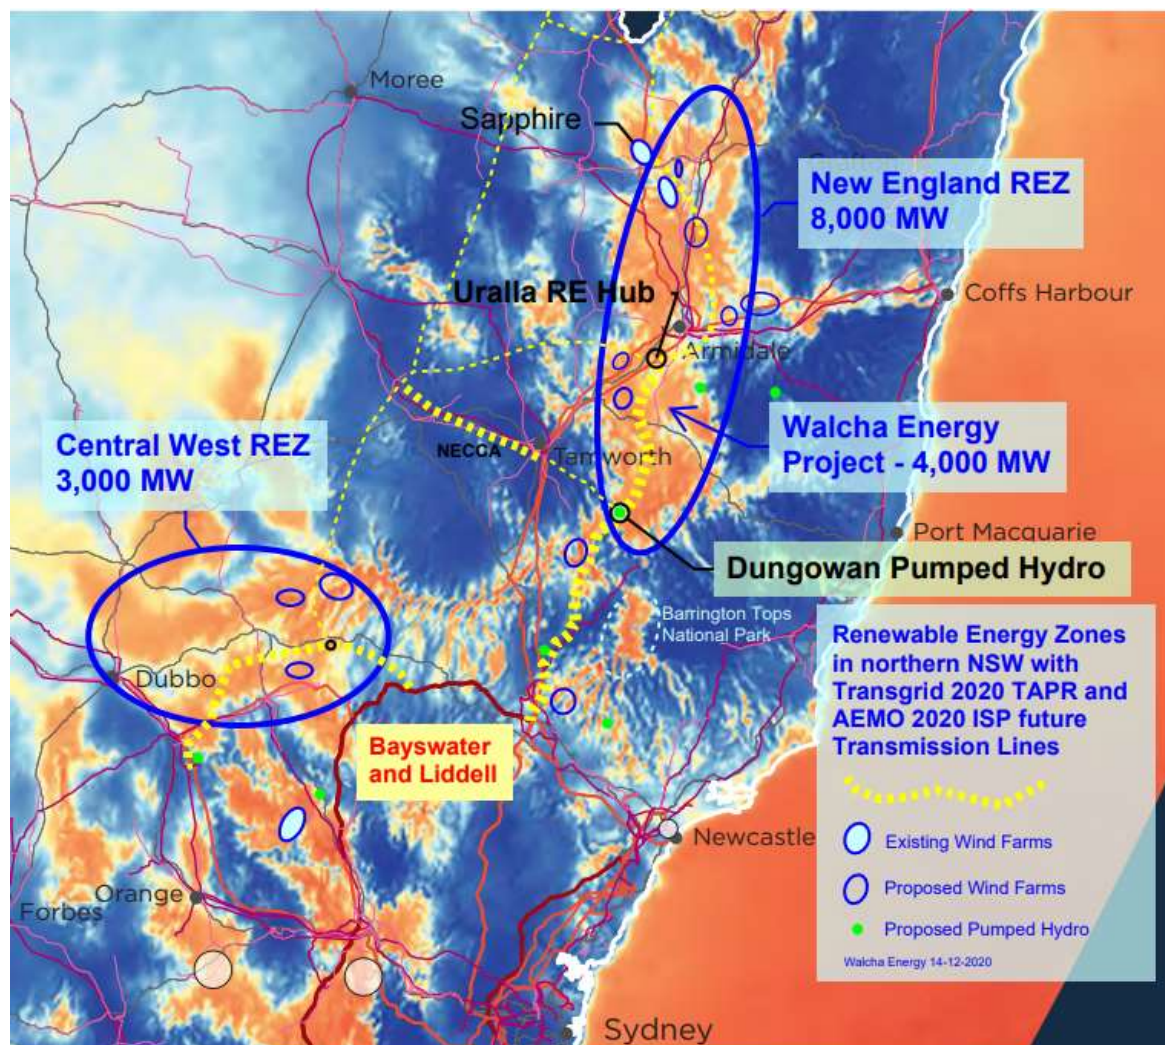 Moree
Sapphire
Grafton
New England REZ
8,000 MW
Uralla RE Hub
Coffs Harbour
Armidale
Central West REZ
3,000 MW
NECCA
Tamworth
Walcha Energy
Project - 4,000 MW
Port Macquarie
Dungowan Pumped Hydro
Barrington Tops
National Park
Renewable Energy Zones
in northern NSW with
Transgrid 2020 TAPR and
AEMO 2020 ISP future
Transmission Lines
Dubbo
Bayswater
and Liddell
Existing Wind Farms
Newcastle
Proposed Wind Farms
Orange
Forbes
Proposed Pumped Hydro
Walcha Energy 14-12-2020
Sydney